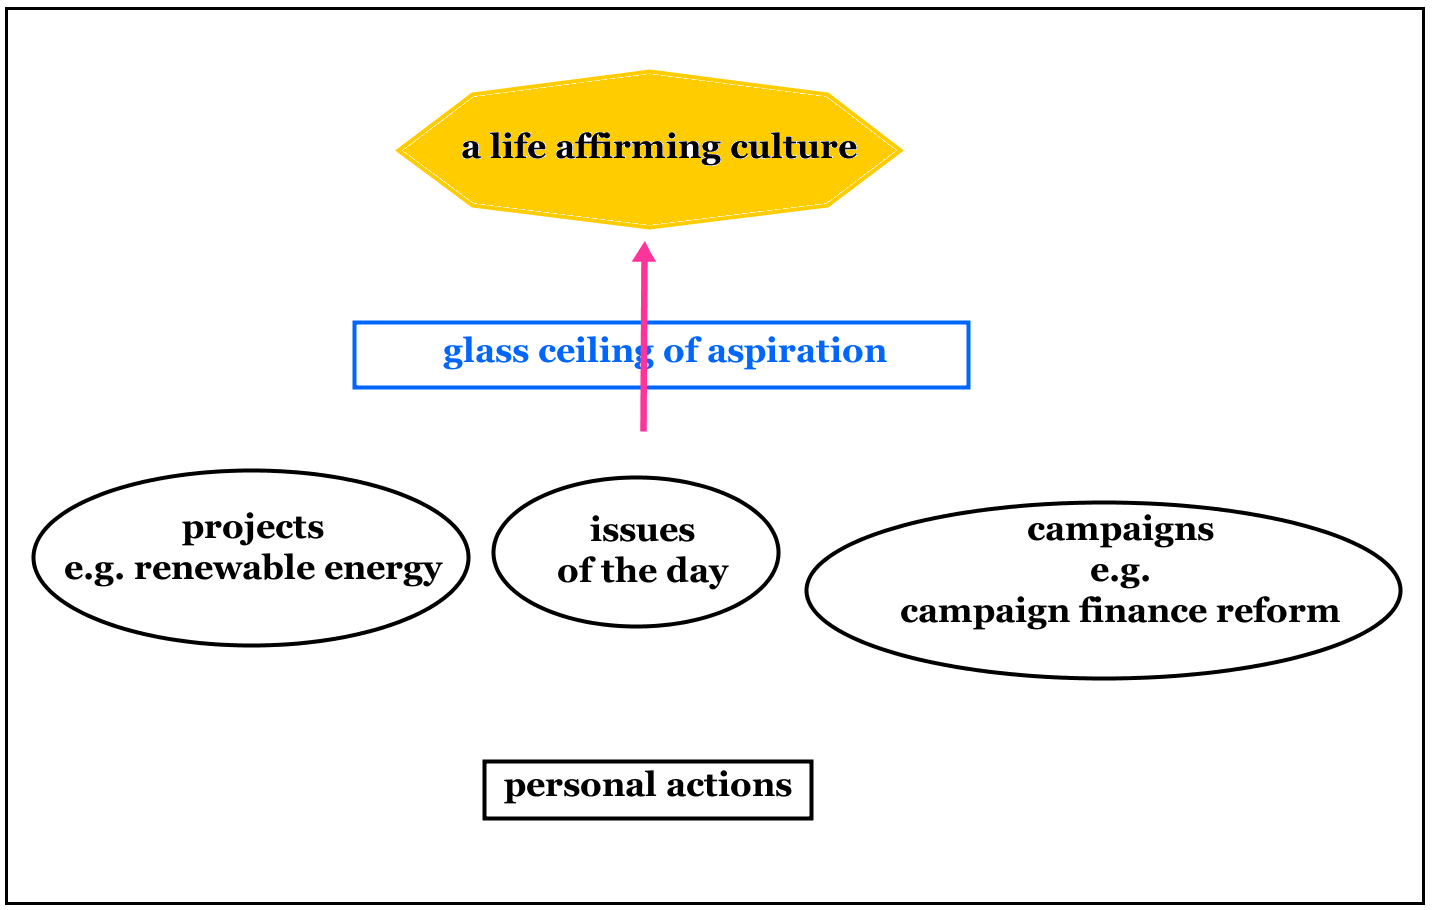 a life affirming culture
glass ceiling of aspiration
projects
e.g. renewable energy
issues
of the day
campaigns
e.g.
campaign finance reform
personal actions